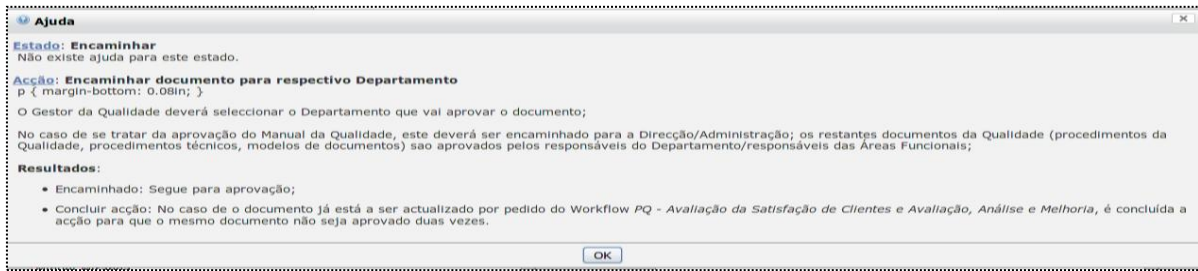 Ajuda
Estado: Encaminhar
Não existe ajuda para este estado.
Acção: Encaminhar documento para respectivo Departamento
p { margin-bottom: 0.08in; }
O Gestor da Qualidade deverá seleccionar o Departamento que vai aprovar o documento;
No caso de se tratar da aprovação do Manual da Qualidade, este deverá ser encaminhado para a Direcção/Administração; os restantes documentos da Qualidade (procedimentos da
Qualidade, procedimentos técnicos, modelos de documentos) sao aprovados pelos responsáveis do Departamento/responsáveis das Áreas Funcionais;
Resultados:
• Encaminhado: Segue para aprovação;
• Concluir acção: No caso de o documento já está a ser actualizado por pedido do Workflow PQ - Avaliação da Satisfação de Clientes e Avaliação, Análise e Melhoria, é concluída a
acção para que o mesmo documento não seja aprovado duas vezes.
OK